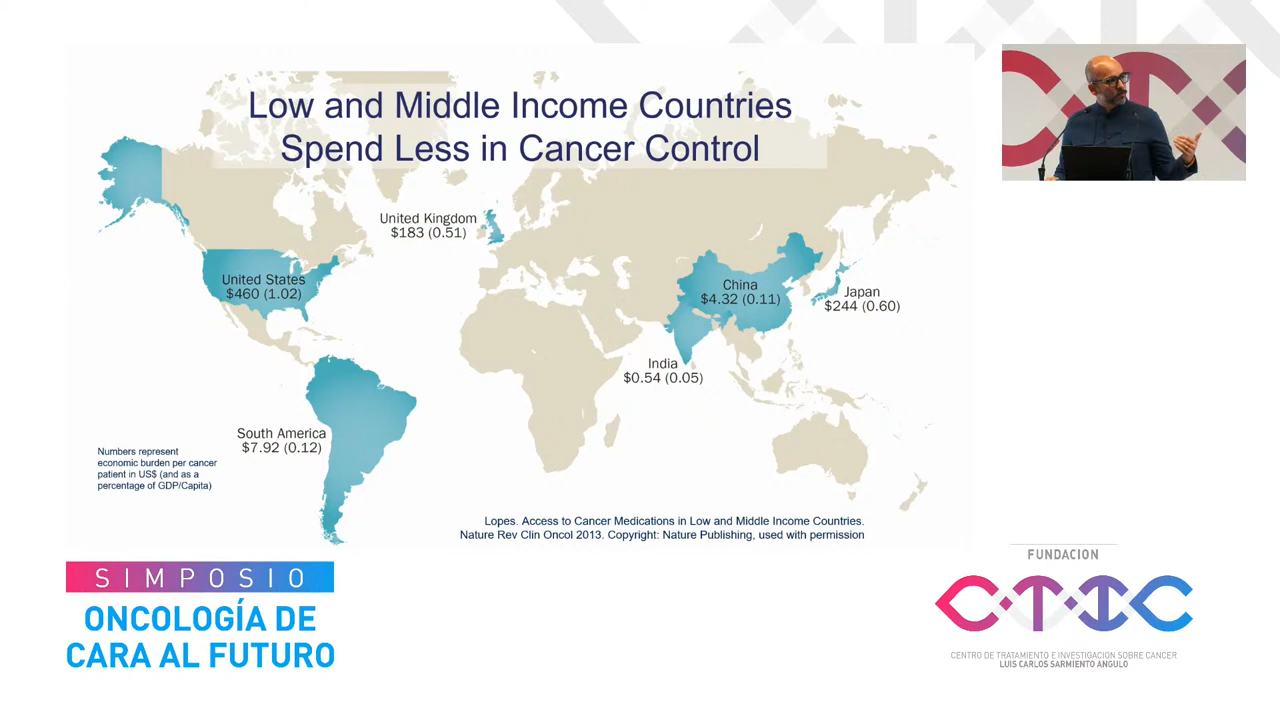 Low and Middle Income Countries
Spend Less in Cancer Control
United Kingdom
$183 (0.51)
United States
$460 (1.02)
China
$4.32 (0.11)
Japan
$244 (0.60)
India
$0.54 (0.05)
South America
$7.92 (0.12)
Numbers represent
economic burden per cancer
patient in US$ (and as a
percentage of GDP/Capita)
Lopes. Access to Cancer Medications in Low and Middle Income Countries.
Nature Rev Clin Oncol 2013. Copyright: Nature Publishing, used with permission
SIMPOSIO
ONCOLOGÍA DE
CARA AL FUTURO
FUNDACION
CTIC
CENTRO DE TRATAMIENTO E INVESTIGACION SOBRE CANCER
LUIS CARLOS SARMIENTO ANGULO